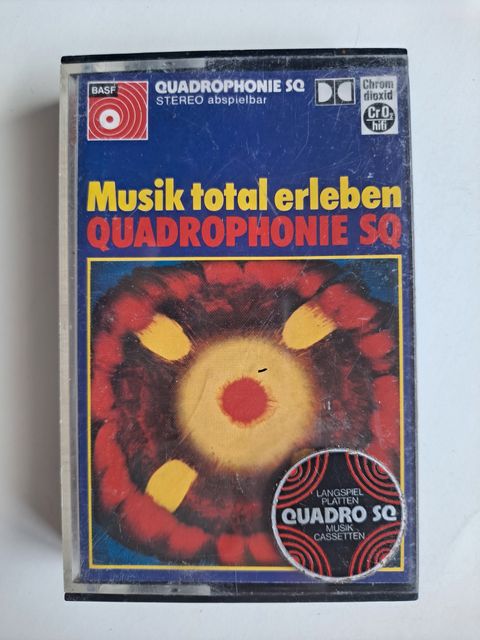 BASF
QUADROPHONIE SQ
STEREO abspielbar
Chrom
dioxid
CrO₂
hifi
Musik total erleben
QUADROPHONIE SQ
LANGSPIEL
PLATTEN
QUADRO SQ
MUSIK
CASSETTEN